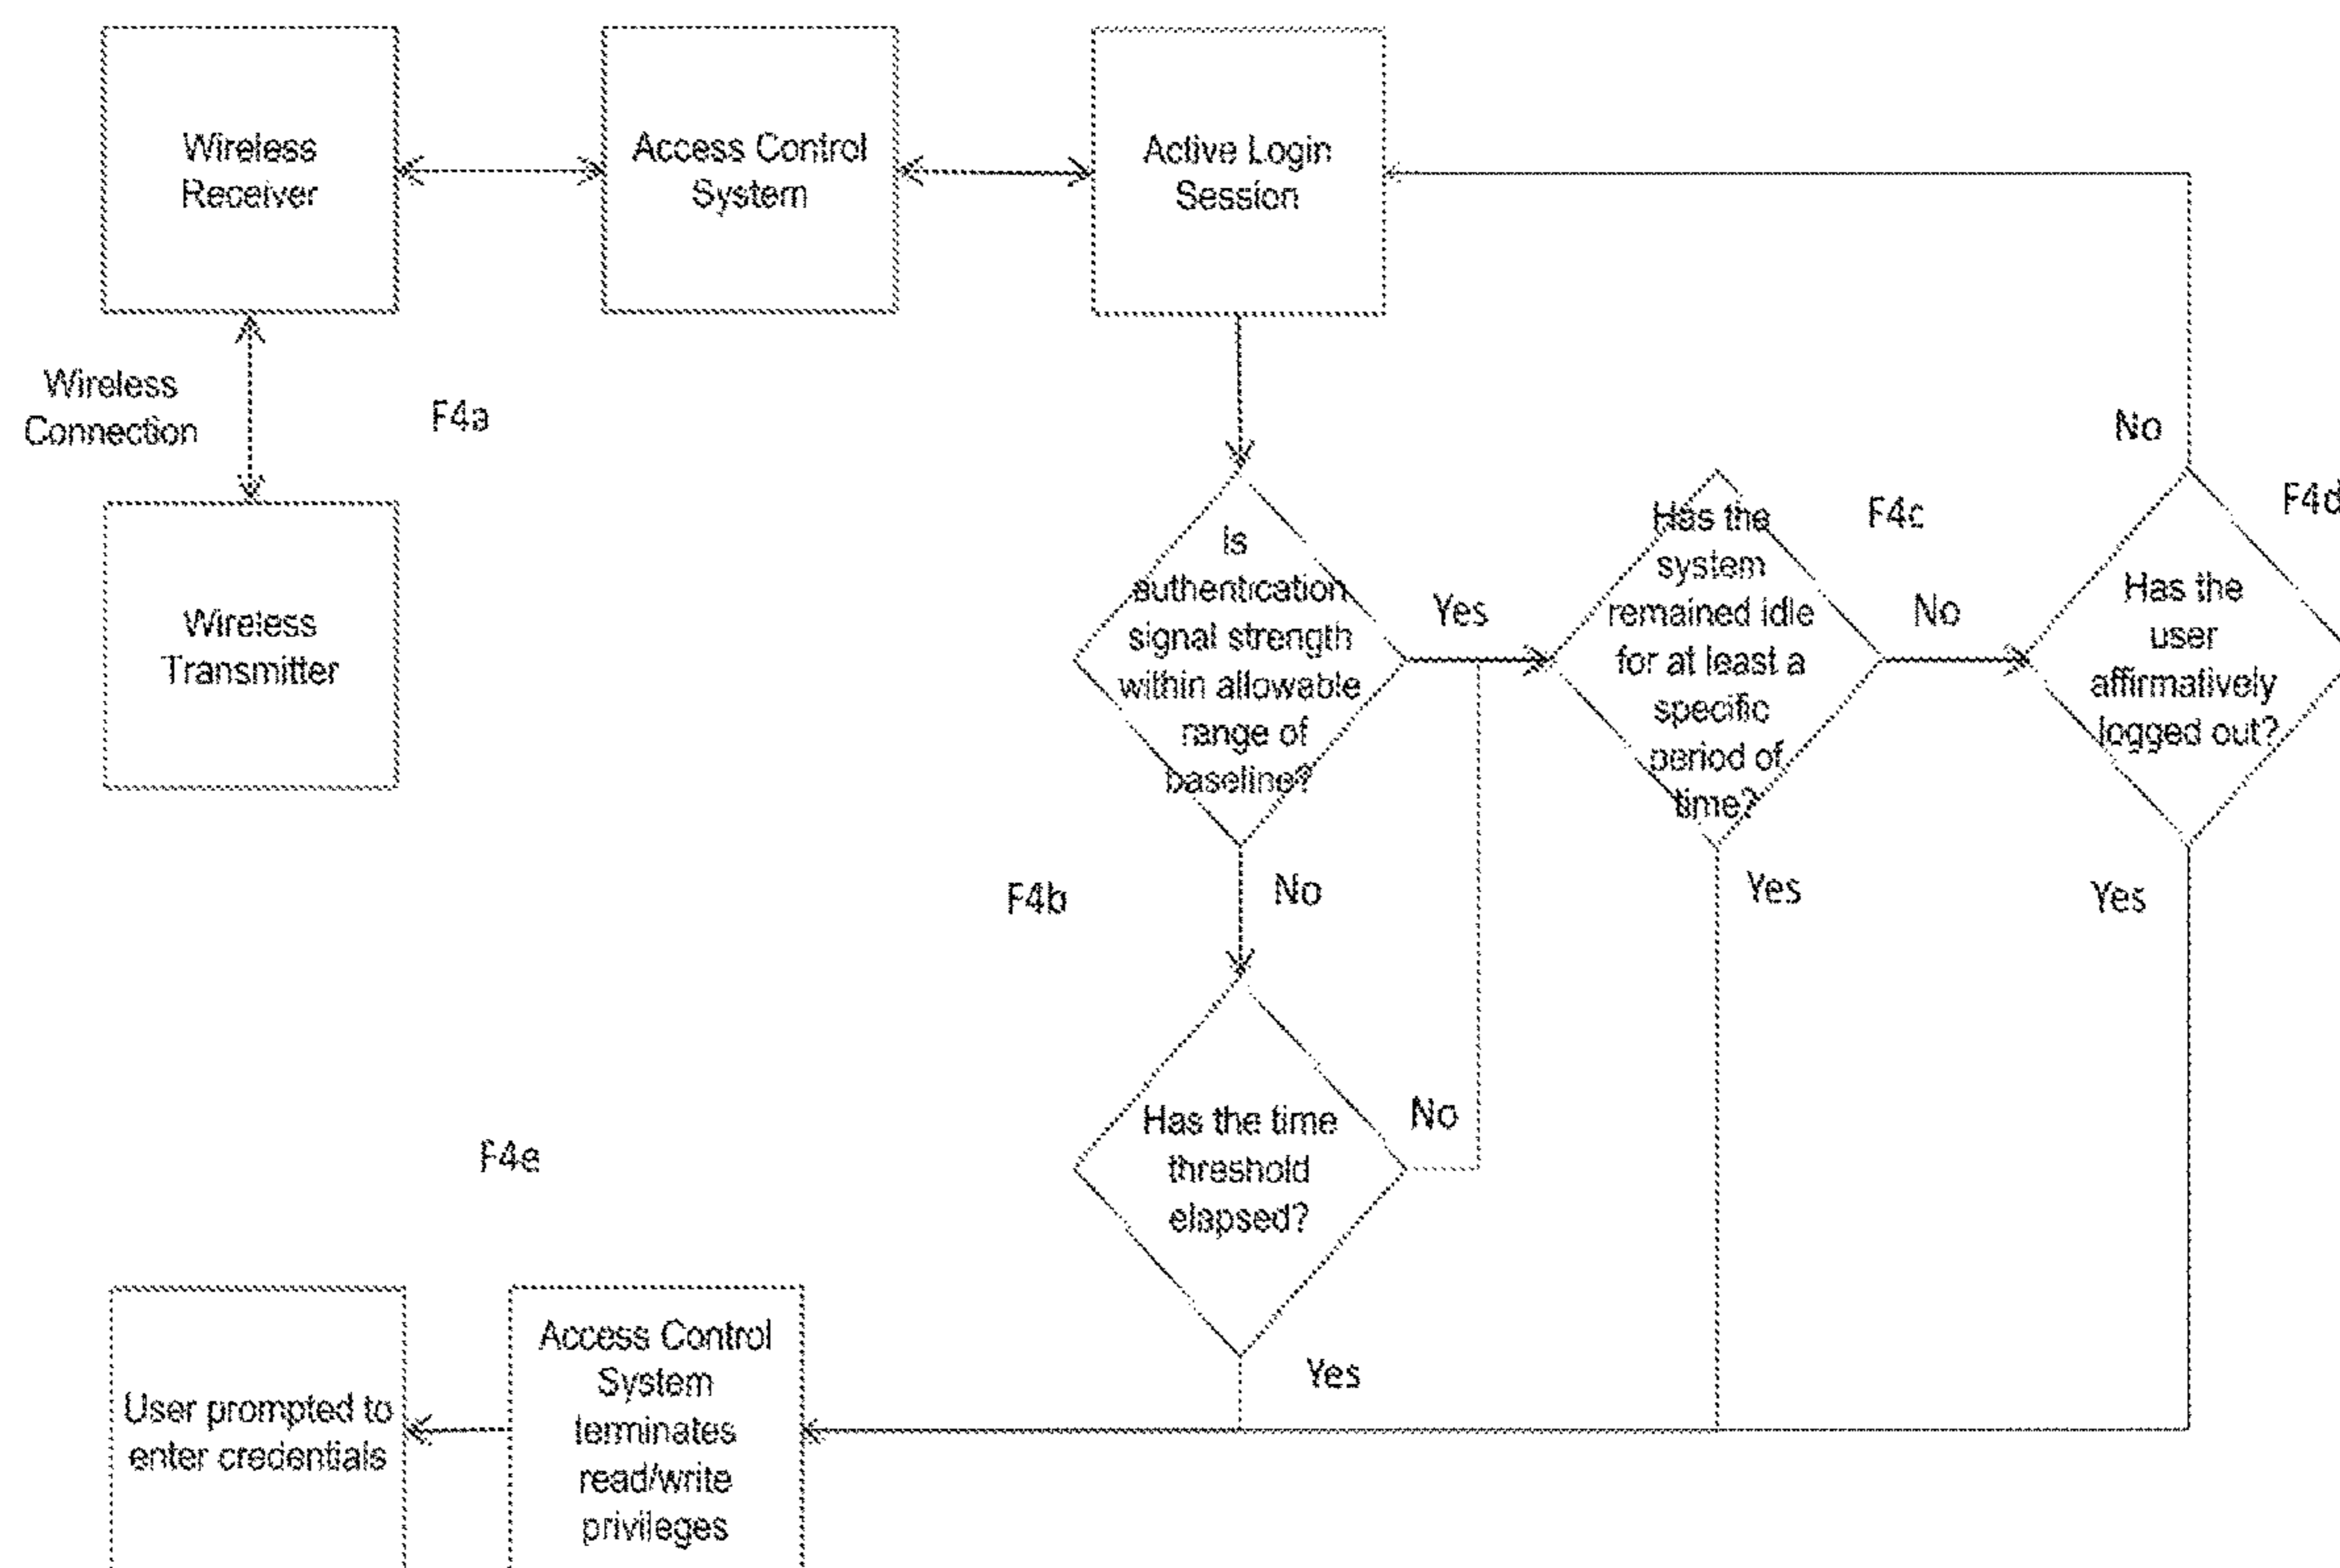 Wireless
Receiver
Access Control
System
Active Login
Session
Wireless
Connection
F4a
No
F4d
Wireless
Transmitter
Is
authentication
signal strength
within allowable
range of
baseline?
Yes
Has the
system
remained idle
for at least a
specific
period of
time?
F4c
No
Has the
user
affirmatively
logged out?
F4b
No
Yes
Yes
Has the time
threshold
elapsed?
No
F4e
Yes
User prompted to
enter credentials
Access Control
System
terminates
read/write
privileges